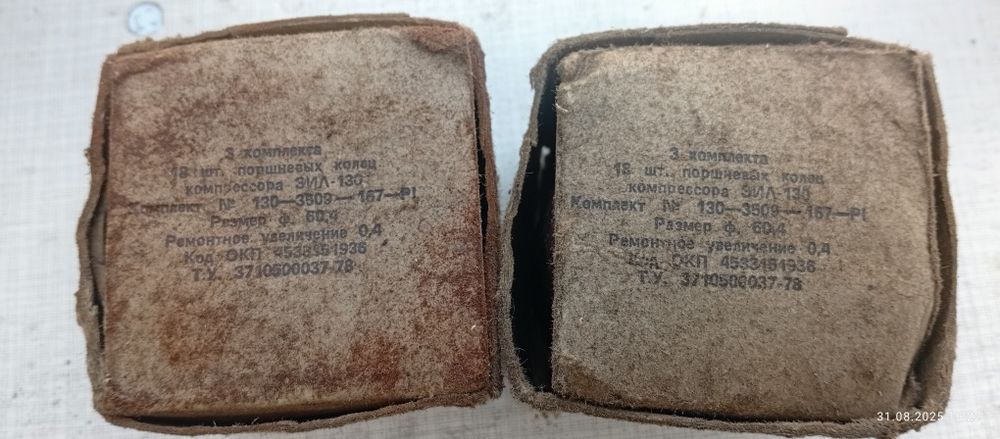 3 комплекта
18 шт. поршневых колец
компрессора ЗИЛ-130
Комплект № 130—3509—167—Р1
Размер ф. 60,4
Ремонтное увеличение 0,4
Код ОКП 4533151936
Т.У. 3710500037-78
3 комплекта
18 шт. поршневых колец
компрессора ЗИЛ-130
Комплект № 130—3509—167—Р1
Размер ф. 60,4
Ремонтное увеличение 0,4
Код ОКП 4533151936
Т.У. 3710500037-78
31.08.2025